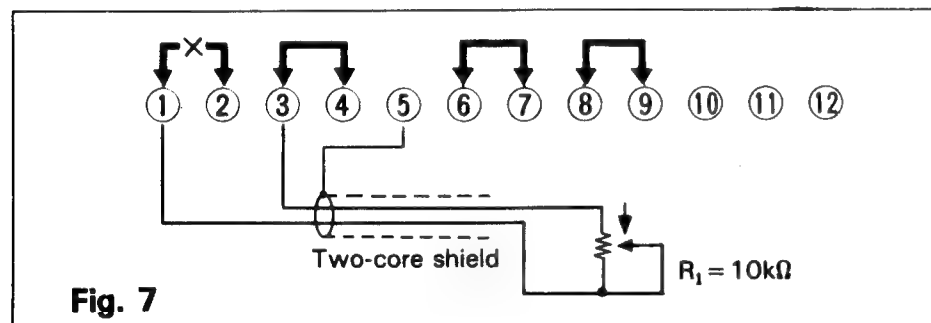 ① ② ③ ④ ⑤ ⑥ ⑦ ⑧ ⑨ ⑩ ⑪ ⑫
Two-core shield
R₁ = 10kΩ
Fig. 7